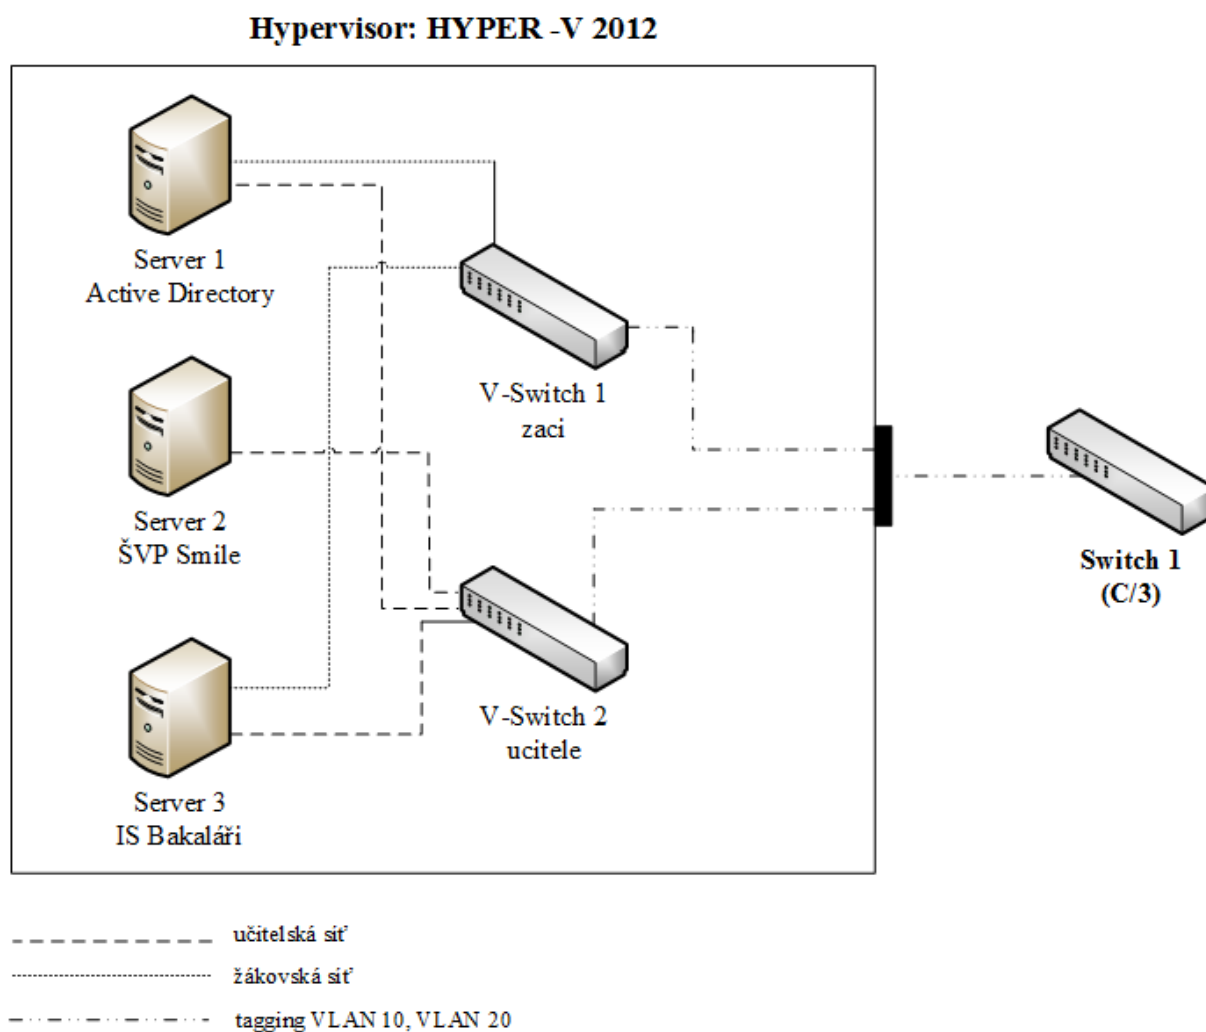 Hypervisor: HYPER -V 2012
Server 1
Active Directory
V-Switch 1
zaci
Server 2
ŠVP Smile
Switch 1
(C/3)
V-Switch 2
ucitele
Server 3
IS Bakaláři
učitelská síť
žákovská síť
tagging VLAN 10, VLAN 20